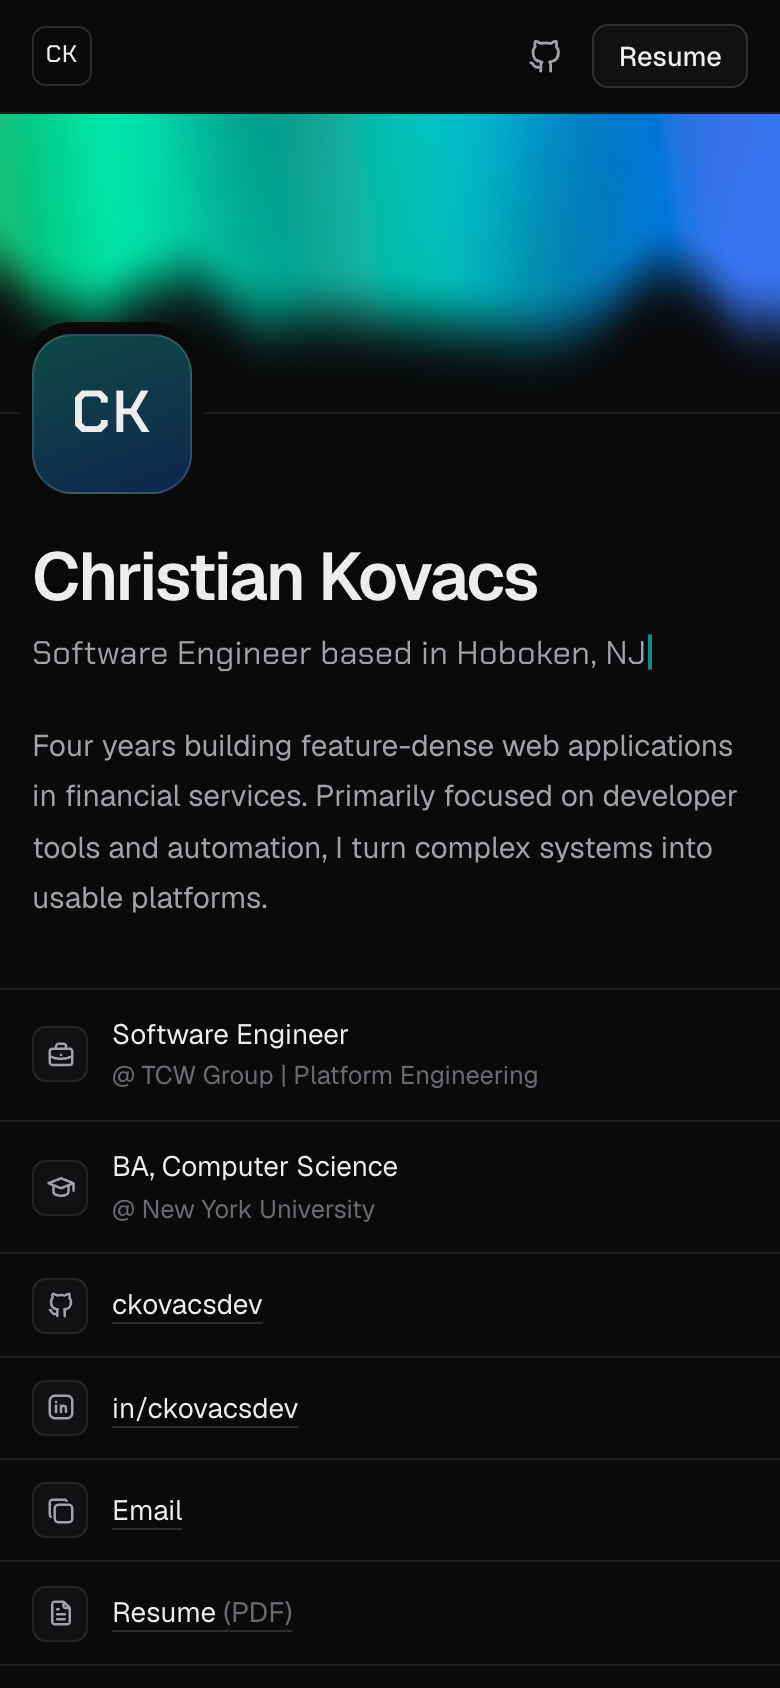 CK
Resume
CK
Christian Kovacs
Software Engineer based in Hoboken, NJ
Four years building feature-dense web applications
in financial services. Primarily focused on developer
tools and automation, I turn complex systems into
usable platforms.
Software Engineer
@ TCW Group | Platform Engineering
BA, Computer Science
@ New York University
ckovacsdev
in
in/ckovacsdev
Email
Resume (PDF)